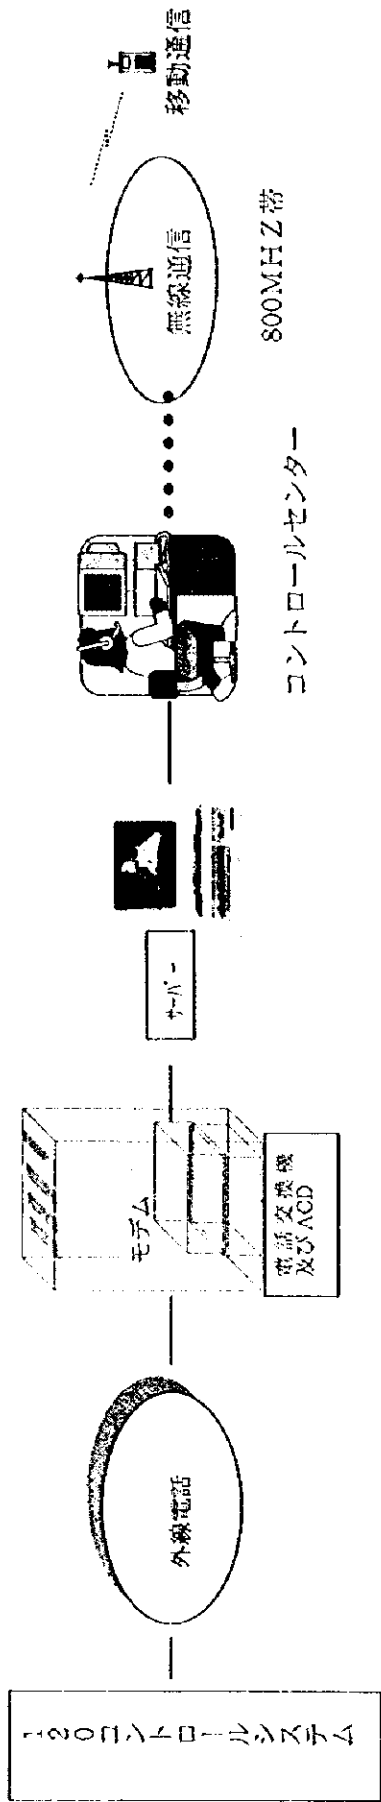 120コントロールシステム
外線電話
モデム
電話交換機
及びACD
サーバー
コントロールセンター
無線通信
800MHZ帯
移動通信